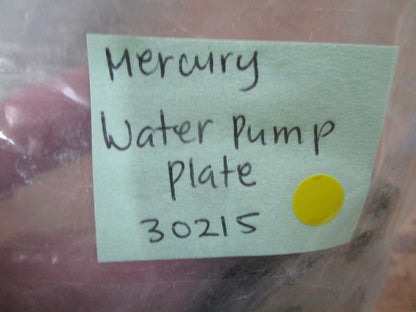 Mercury
Water Pump
Plate
30215